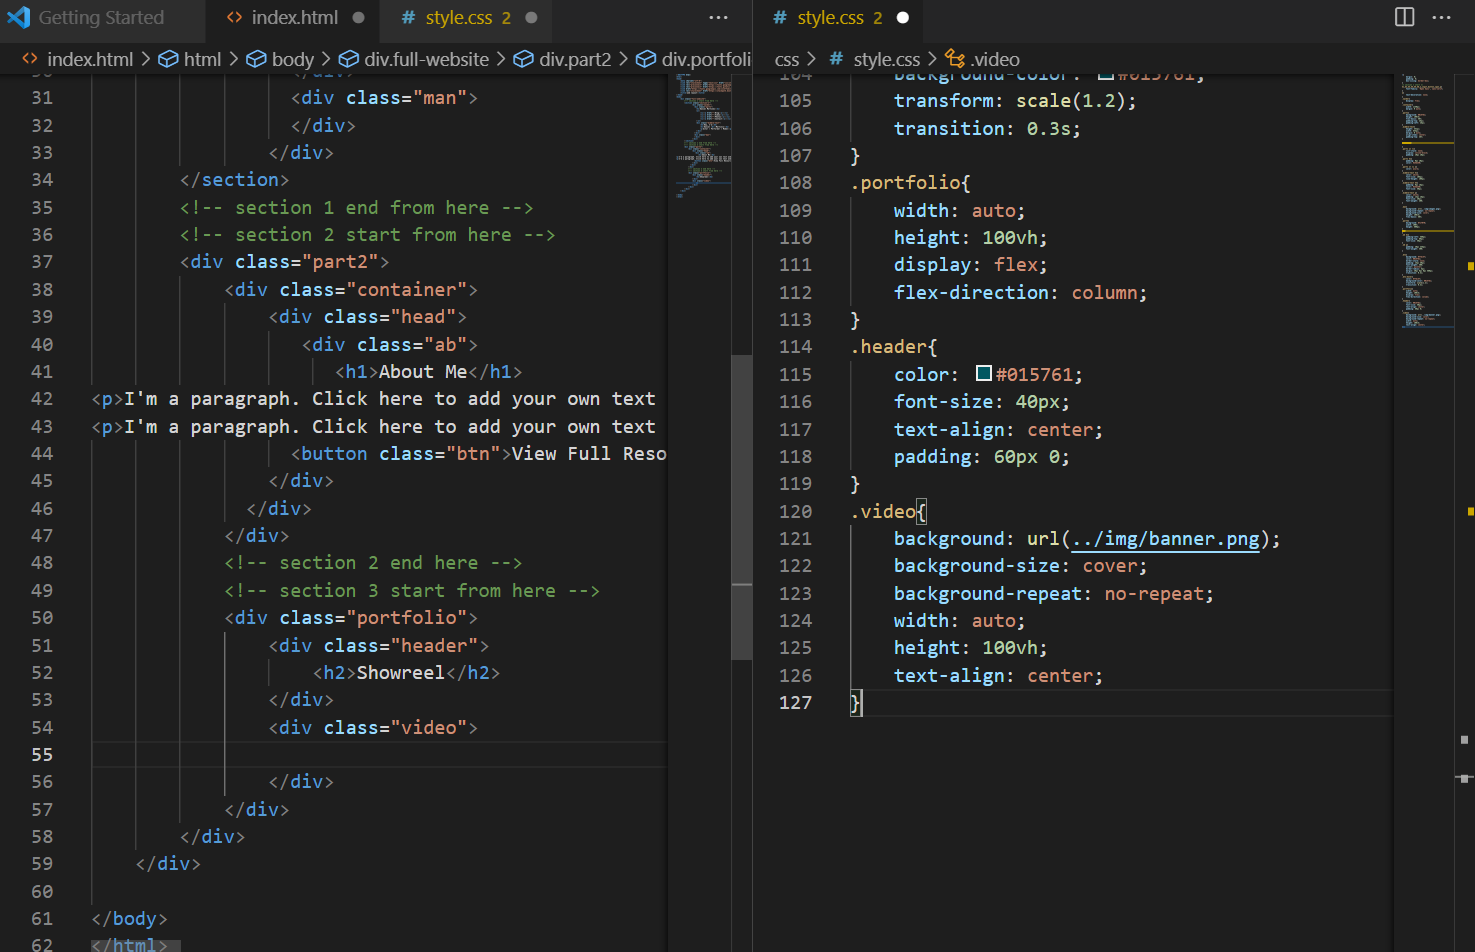 Getting Started
index.html
style.css 2
index.html > html > body > div.full-website > div.part2 > div.portfoli
31 <div class="man">
32 </div>
33 </div>
34 </section>
35 <!-- section 1 end from here -->
36 <!-- section 2 start from here -->
37 <div class="part2">
38 <div class="container">
39 <div class="head">
40 <div class="ab">
41 <h1>About Me</h1>
42 <p>I'm a paragraph. Click here to add your own text
43 <p>I'm a paragraph. Click here to add your own text
44 <button class="btn">View Full Reso
45 </div>
46 </div>
47 </div>
48 <!-- section 2 end here -->
49 <!-- section 3 start from here -->
50 <div class="portfolio">
51 <div class="header">
52 <h2>Showreel</h2>
53 </div>
54 <div class="video">
55
56 </div>
57 </div>
58 </div>
59 </div>
60
61 </body>
62 </html>
# style.css 2
css > # style.css > .video
104 background-color: #015761;
105 transform: scale(1.2);
106 transition: 0.3s;
107 }
108 .portfolio{
109 width: auto;
110 height: 100vh;
111 display: flex;
112 flex-direction: column;
113 }
114 .header{
115 color: #015761;
116 font-size: 40px;
117 text-align: center;
118 padding: 60px 0;
119 }
120 .video{
121 background: url(../img/banner.png);
122 background-size: cover;
123 background-repeat: no-repeat;
124 width: auto;
125 height: 100vh;
126 text-align: center;
127 }